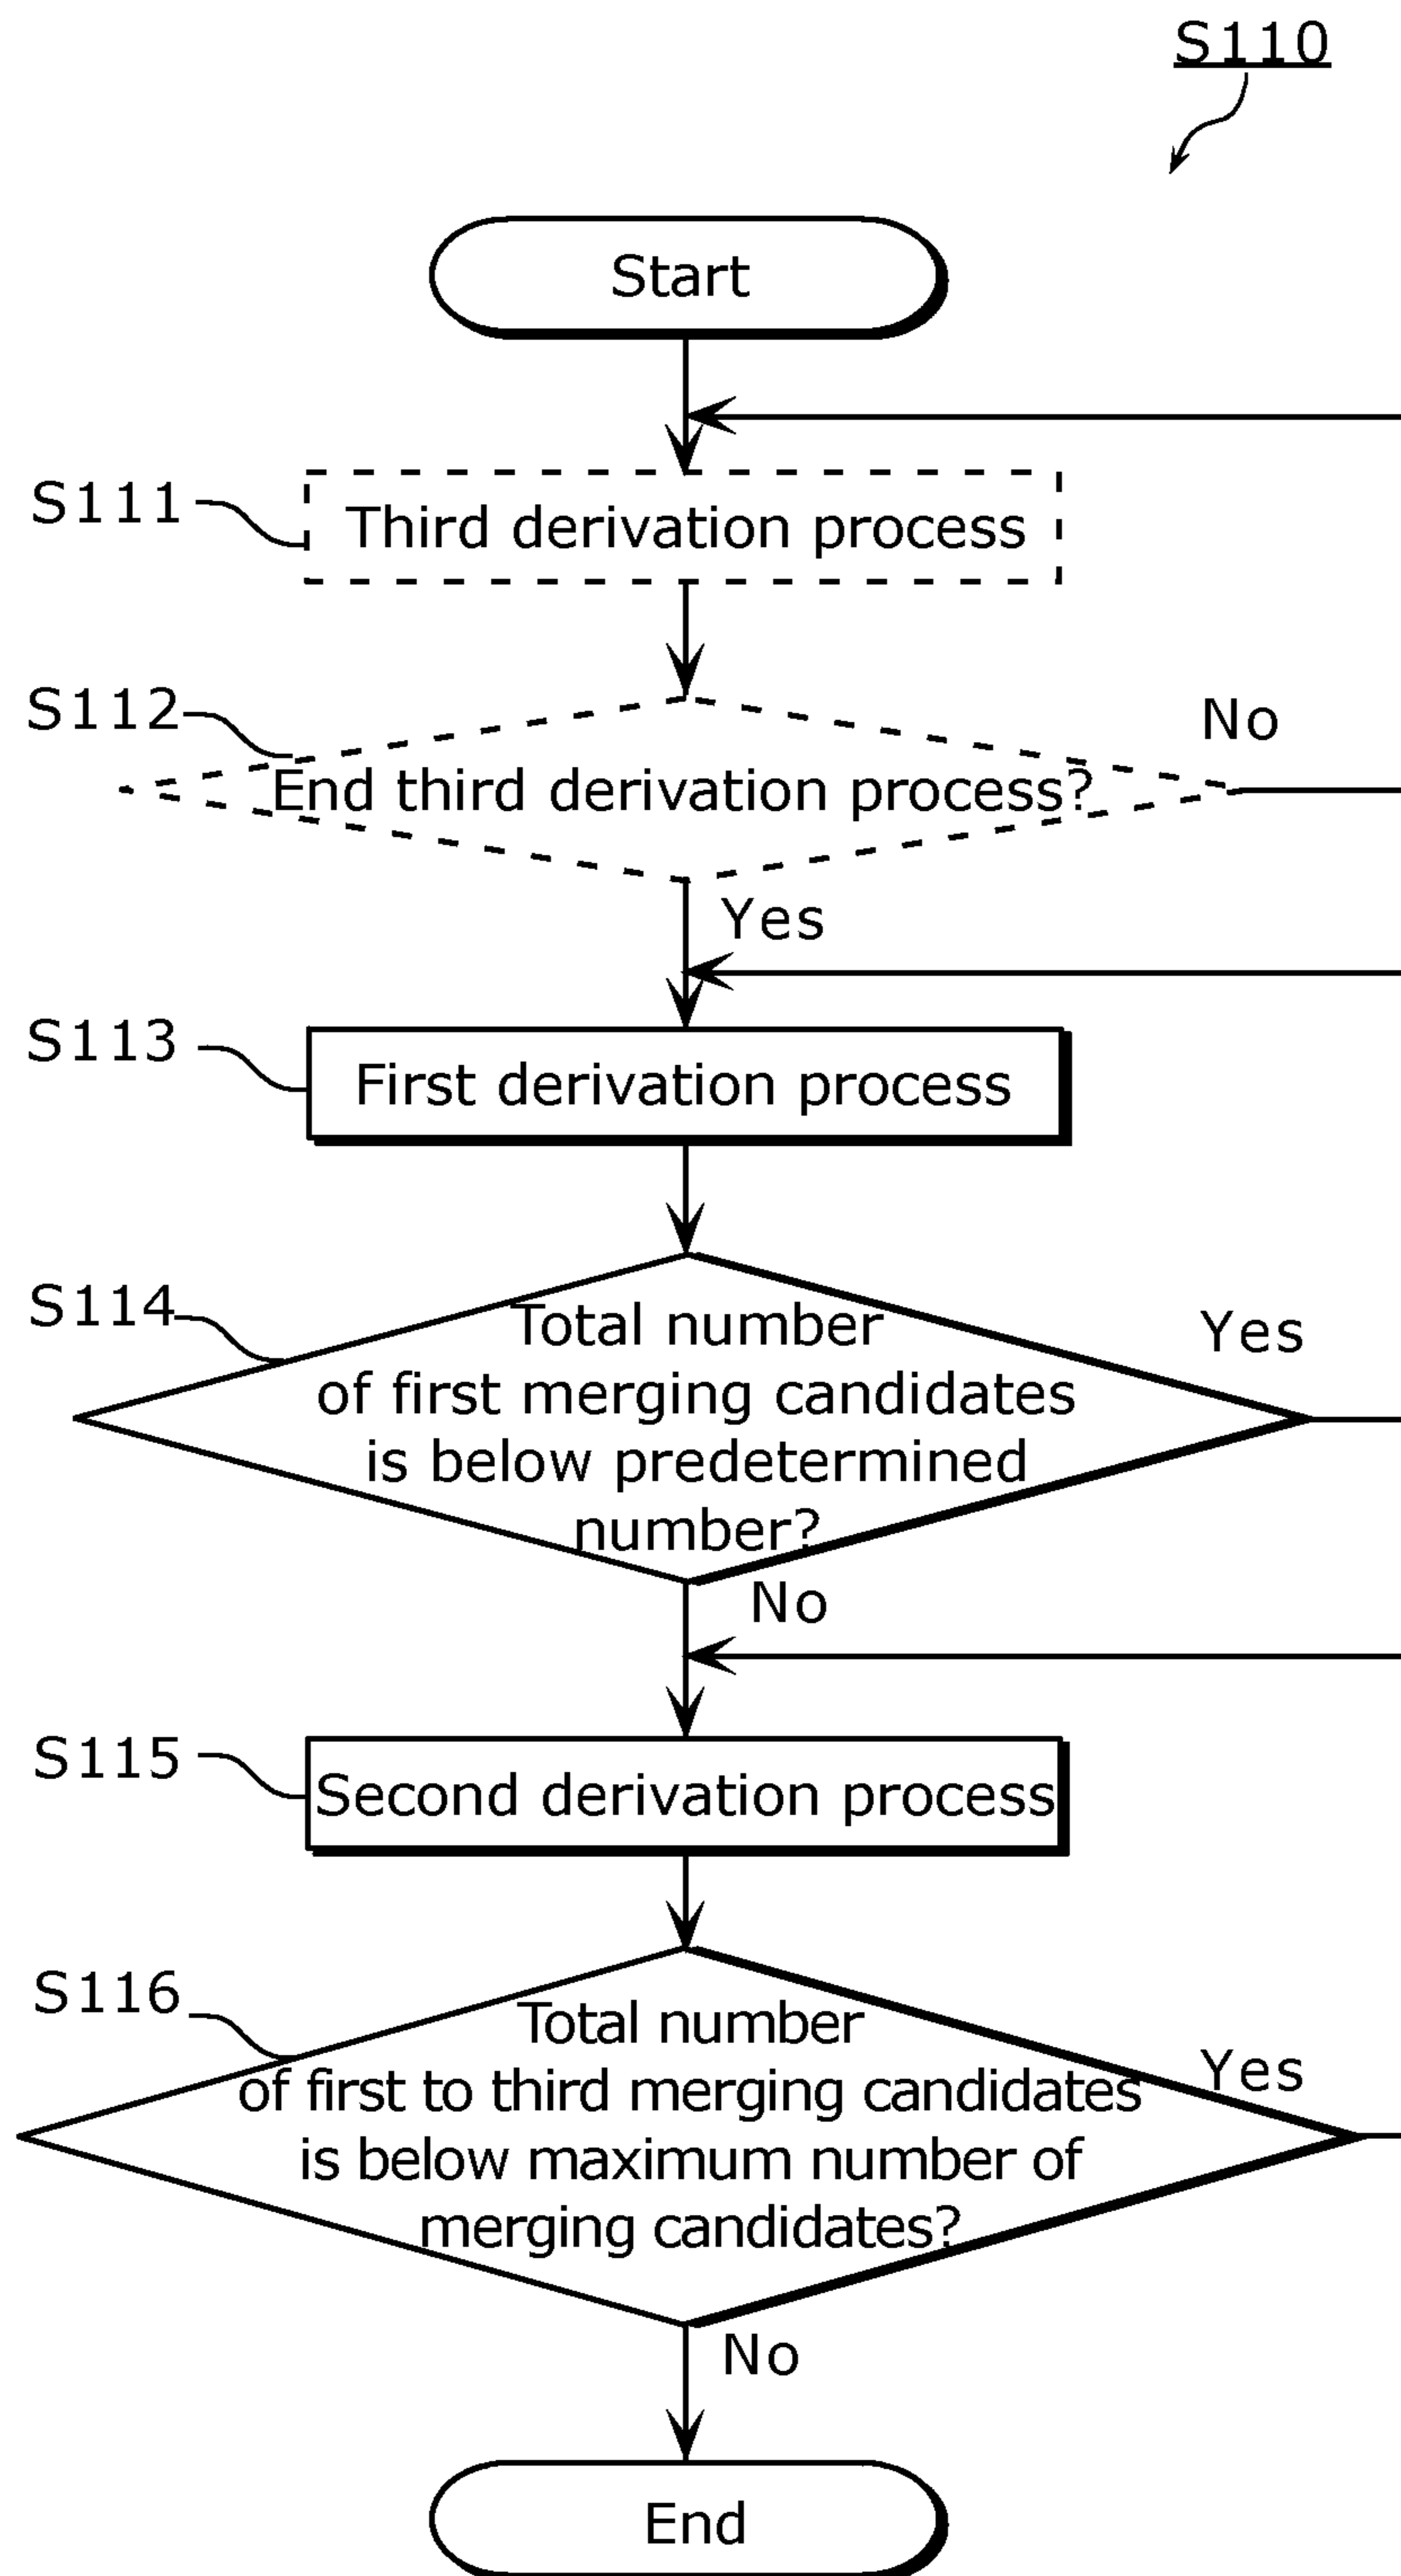 S110
Start
S111
Third derivation process
S112
No
End third derivation process?
Yes
S113
First derivation process
S114
Total number
Yes
of first merging candidates
is below predetermined
number?
No
S115
Second derivation process
S116
Total number
Yes
of first to third merging candidates
is below maximum number of
merging candidates?
No
End